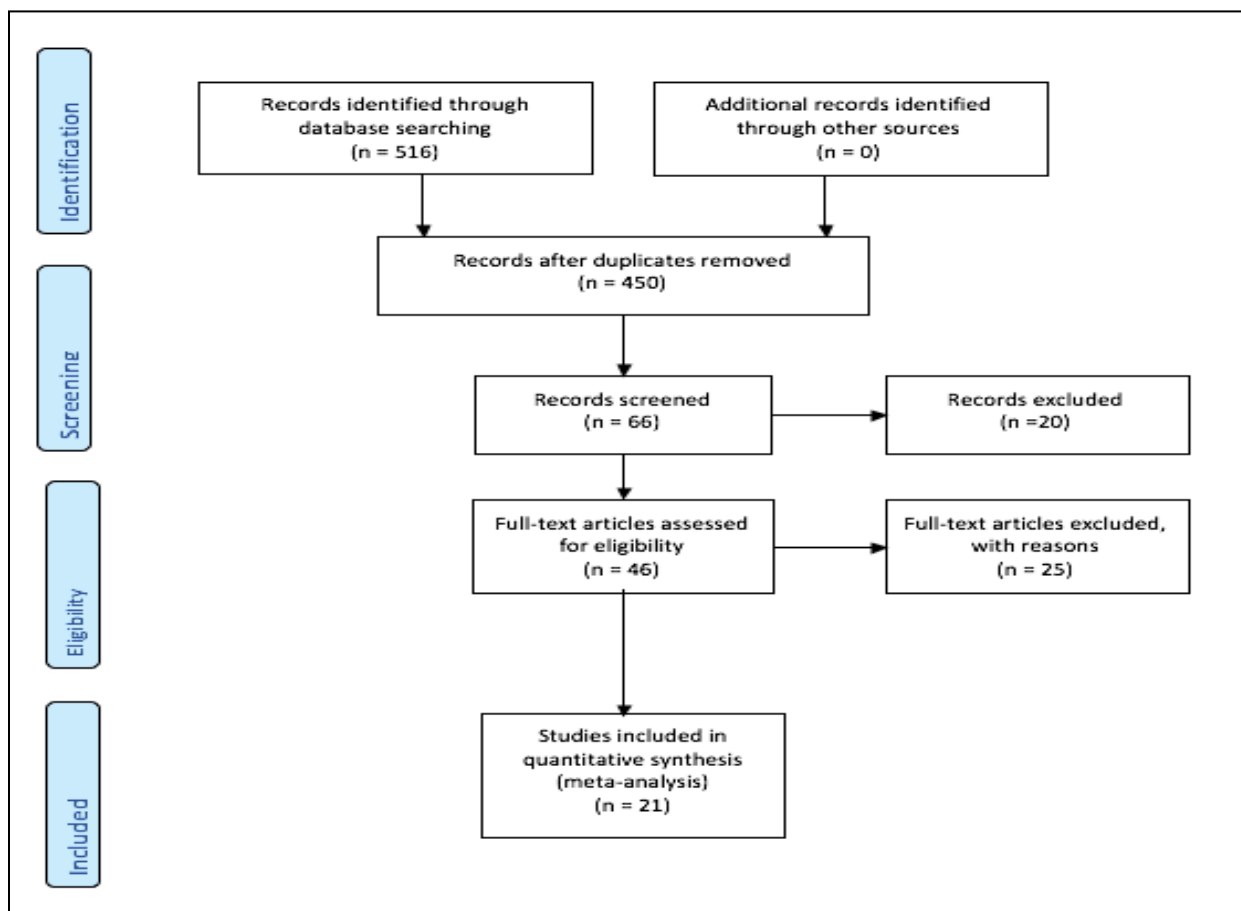 Identification
Records identified through
database searching
(n = 516)
Additional records identified
through other sources
(n = 0)
Records after duplicates removed
(n = 450)
Screening
Records screened
(n = 66)
Records excluded
(n =20)
Eligibility
Full-text articles assessed
for eligibility
(n = 46)
Full-text articles excluded,
with reasons
(n = 25)
Included
Studies included in
quantitative synthesis
(meta-analysis)
(n = 21)